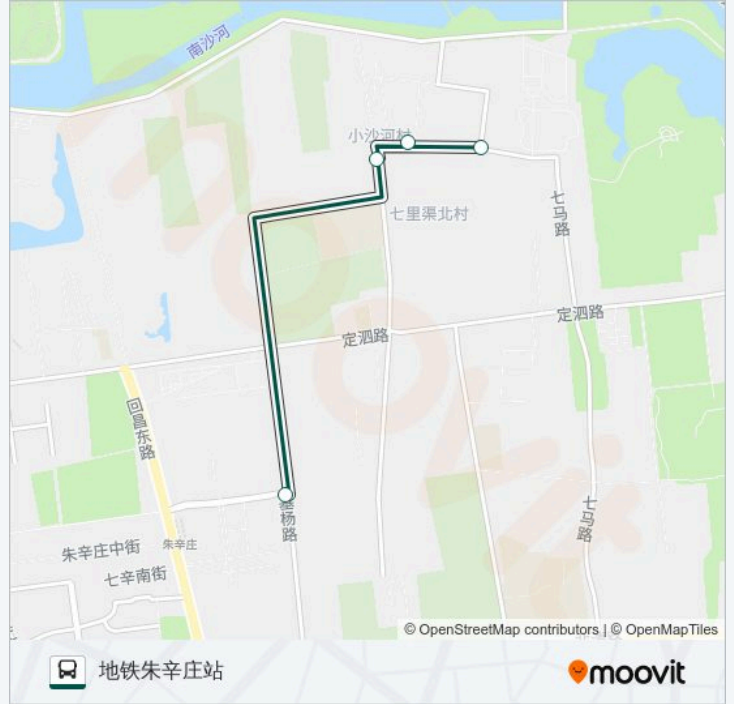 南沙河
小沙河村
七里渠北村
七马路
定泗路
定泗路
回昌东路
基杨路
七马路
朱辛庄中街
朱辛庄
七辛南街
© OpenStreetMap contributors | © OpenMapTiles
地铁朱辛庄站
moovit